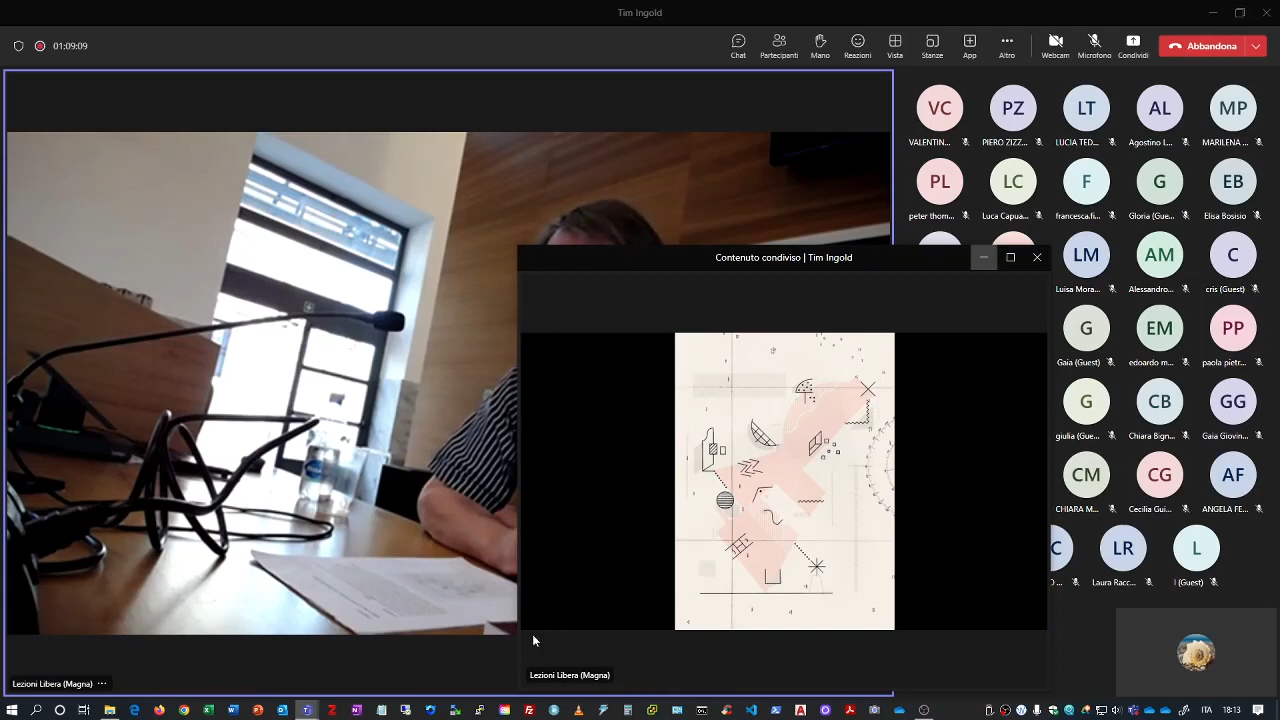 Tim Ingold
01:09:09
Chat
Partecipanti
Mano
Reazioni
Vista
Stanze
App
Altro
Webcam
Microfono
Condividi
Abbandona
VC
PZ
LT
AL
MP
VALENTIN...
PIERO ZIZZ...
LUCIA TED...
Agostino L...
MARILENA ...
PL
LC
F
G
EB
peter thom...
Luca Capua...
francesca.fi...
Gloria (Gue...
Elisa Bossio
Contenuto condiviso | Tim Ingold
LM
AM
C
Luisa Mora...
Alessandro...
cris (Guest)
G
EM
PP
Gaia (Guest)
edoardo m...
paola pietr...
G
CB
GG
giulia (Gue...
Chiara Bign...
Gaia Giovin...
CM
CG
AF
CHIARA M...
Cecilia Gui...
ANGELA F...
C
LR
L
Laura Racc...
I (Guest)
Lezioni Libera (Magna)
Lezioni Libera (Magna) ...
ITA
18:13